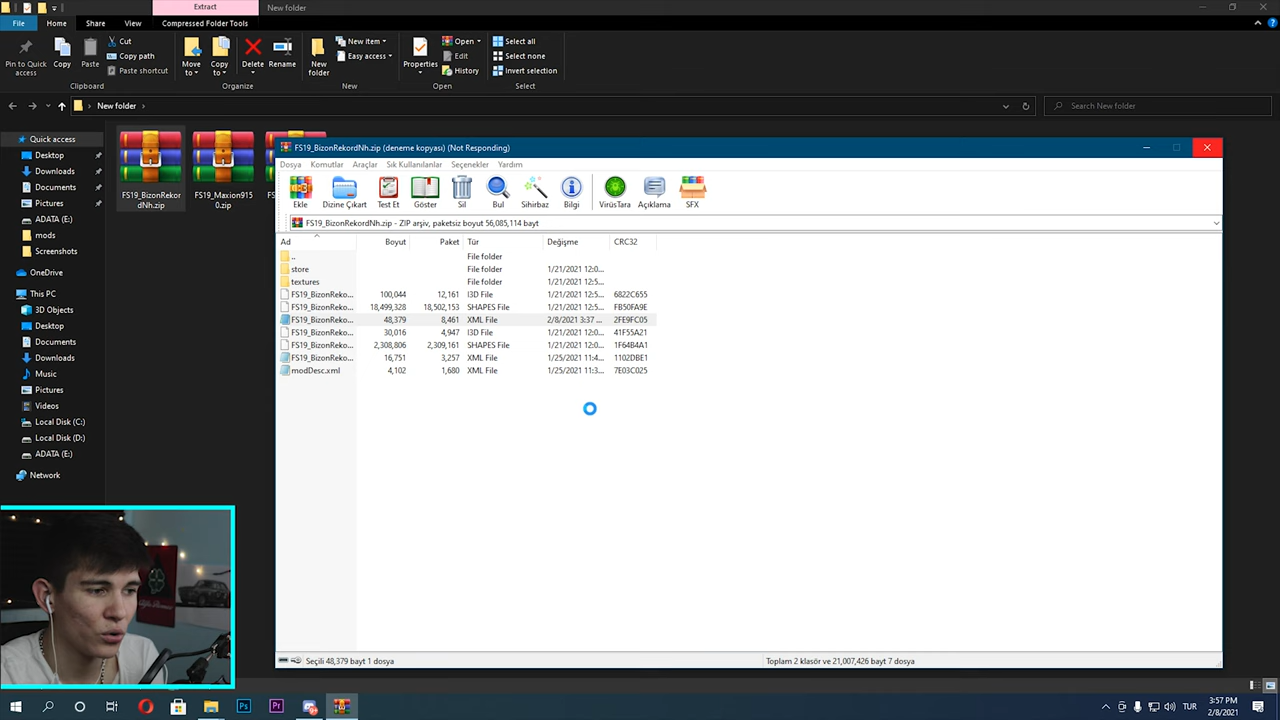 Extract
New folder
File
Home
Share
View
Compressed Folder Tools
Pin to Quick access
Copy
Paste
Cut
Copy path
Paste shortcut
Clipboard
Move to
Copy to
Delete
Rename
Organize
New folder
New item
Easy access
New
Properties
Open
Edit
History
Open
Select all
Select none
Invert selection
Select
New folder
Search New folder
Quick access
Desktop
Downloads
Documents
Pictures
ADATA (E:)
mods
Screenshots
OneDrive
This PC
3D Objects
Desktop
Documents
Downloads
Music
Pictures
Videos
Local Disk (C:)
Local Disk (D:)
ADATA (E:)
Network
FS19_BizonRekordNh.zip
FS19_Maxion9150.zip
FS19_BizonRekordNh.zip (deneme kopyası) (Not Responding)
Dosya Komutlar Araçlar Sık Kullanılanlar Seçenekler Yardım
Ekle Dizine Çıkart Test Et Göster Sil Bul Sihirbaz Bilgi VirüsTara Açıklama SFX
FS19_BizonRekordNh.zip - ZIP arşiv, paketsiz boyut 56,085,114 bayt
Ad Boyut Paket Tür Değişme CRC32
.. File folder
store File folder 1/21/2021 12:0...
textures File folder 1/21/2021 12:5...
FS19_BizonReko... 100,044 12,161 I3D File 1/21/2021 12:5... 6822C655
FS19_BizonReko... 18,499,328 18,502,153 SHAPES File 1/21/2021 12:5... FB50FA9E
FS19_BizonReko... 48,379 8,461 XML File 2/8/2021 3:37 ... 2FE9FC05
FS19_BizonReko... 30,016 4,947 I3D File 1/21/2021 12:0... 41F55A21
FS19_BizonReko... 2,308,806 2,309,161 SHAPES File 1/21/2021 12:0... 1F64B4A1
FS19_BizonReko... 16,751 3,257 XML File 1/25/2021 11:4... 1102DBE1
modDesc.xml 4,102 1,680 XML File 1/25/2021 11:3... 7E03C025
Seçili 48,379 bayt 1 dosya
Toplam 2 klasör ve 21,007,426 bayt 7 dosya
Ps
Pr
TUR
3:57 PM
2/8/2021